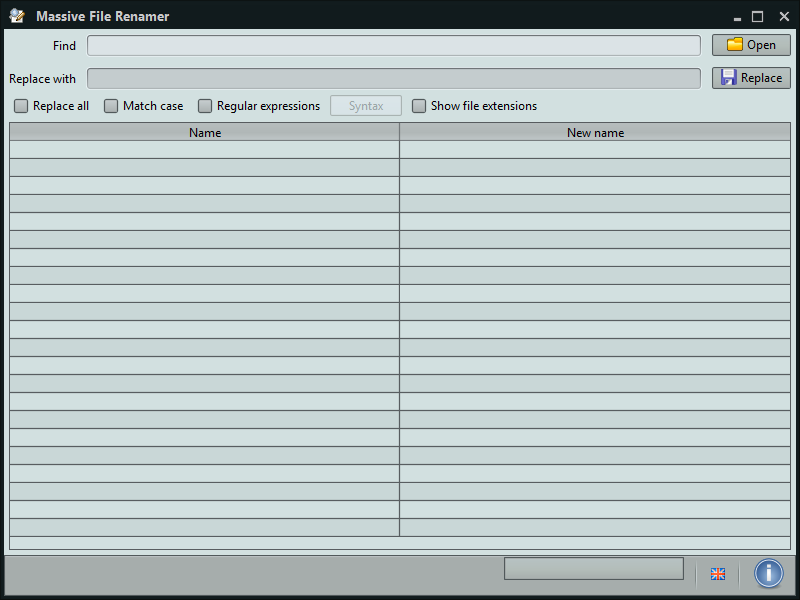 Massive File Renamer
Find
Open
Replace with
Replace
Replace all Match case Regular expressions Syntax Show file extensions
Name New name